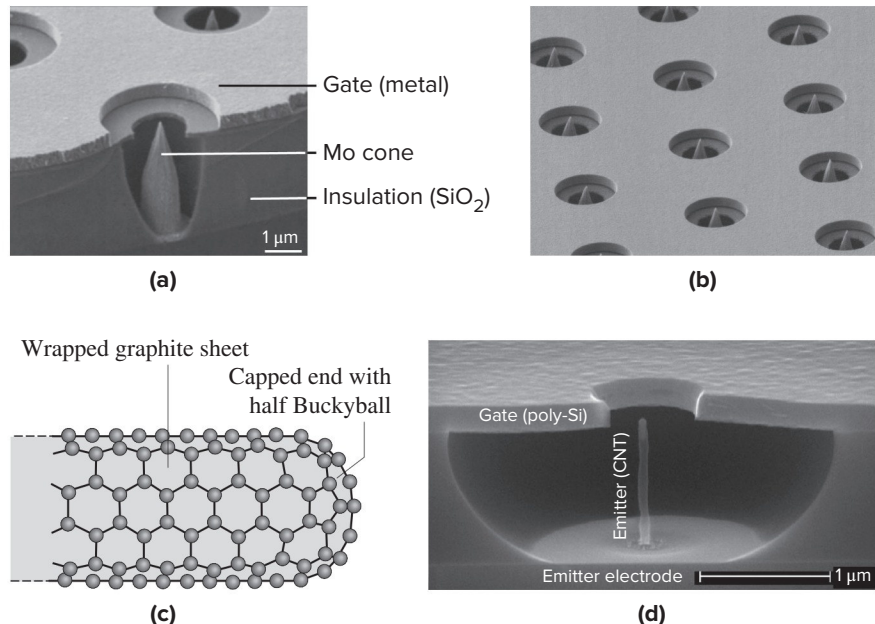 Gate (metal)
Mo cone
Insulation (SiO₂)
1 μm
(a)
(b)
Wrapped graphite sheet
Capped end with
half Buckyball
(c)
Gate (poly-Si)
Emitter (CNT)
Emitter electrode
1 μm
(d)